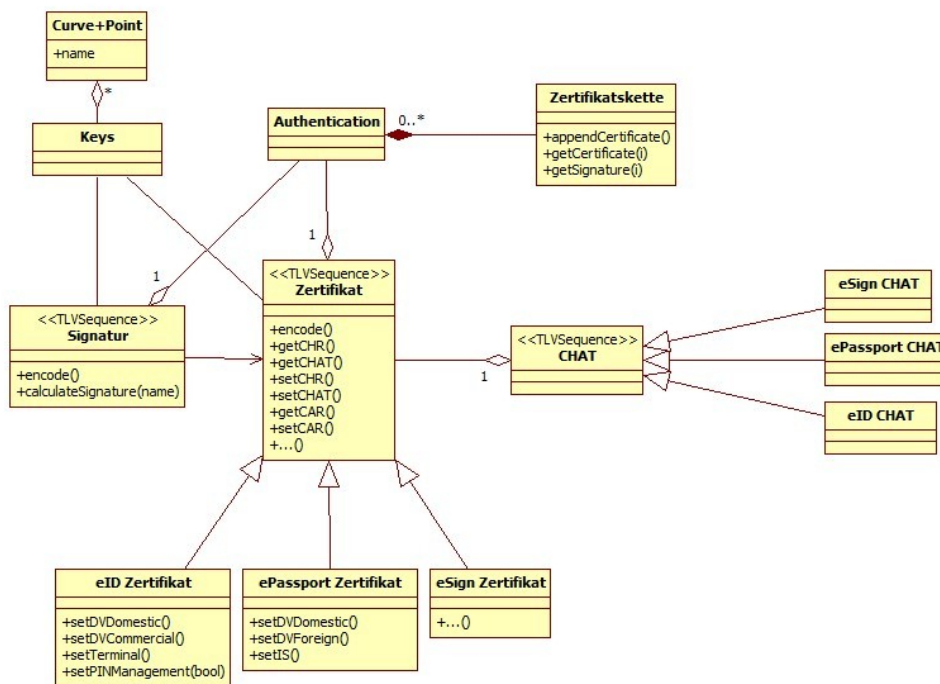 Curve+Point
+name
*
Keys
Authentication
0..*
Zertifikatskette
+appendCertificate()
+getCertificate(i)
+getSignature(i)
1
1
<<TLVSequence>>
Signatur
+encode()
+calculateSignature(name)
<<TLVSequence>>
Zertifikat
+encode()
+getCHR()
+getCHAT()
+setCHR()
+setCHAT()
+getCAR()
+setCAR()
+...()
1
<<TLVSequence>>
CHAT
eSign CHAT
ePassport CHAT
eID CHAT
eID Zertifikat
+setDVDomestic()
+setDVCommercial()
+setTerminal()
+setPINManagement(bool)
ePassport Zertifikat
+setDVDomestic()
+setDVForeign()
+setIS()
eSign Zertifikat
+...()